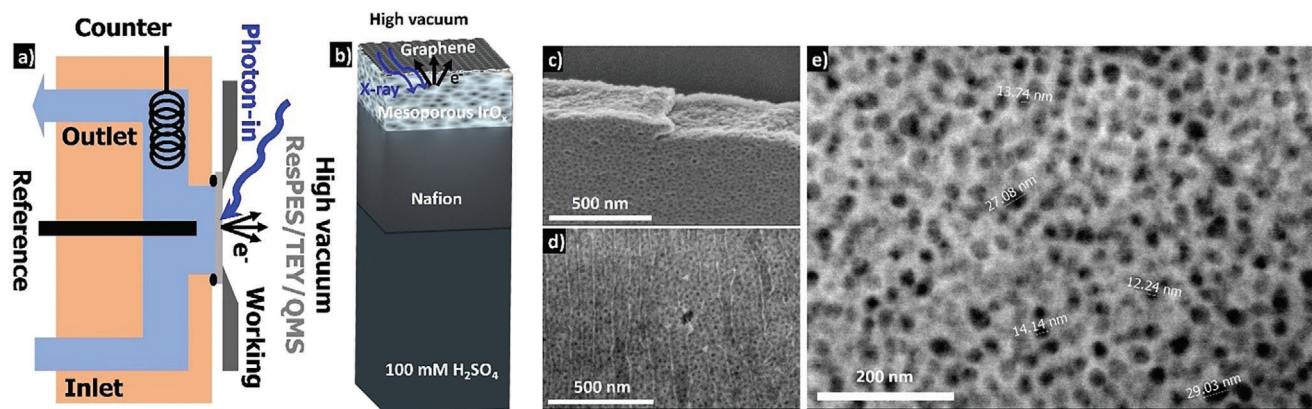 a)
Counter
Outlet
Reference
Inlet
Photon-in
High vacuum
ResPES/TEY/QMS
e-
Working
b)
High vacuum
Graphene
e-
X-ray
Mesoporous IrOx
Nafion
100 mM H₂SO₄
c)
500 nm
d)
500 nm
e)
13.74 nm
27.08 nm
12.24 nm
14.14 nm
29.03 nm
200 nm